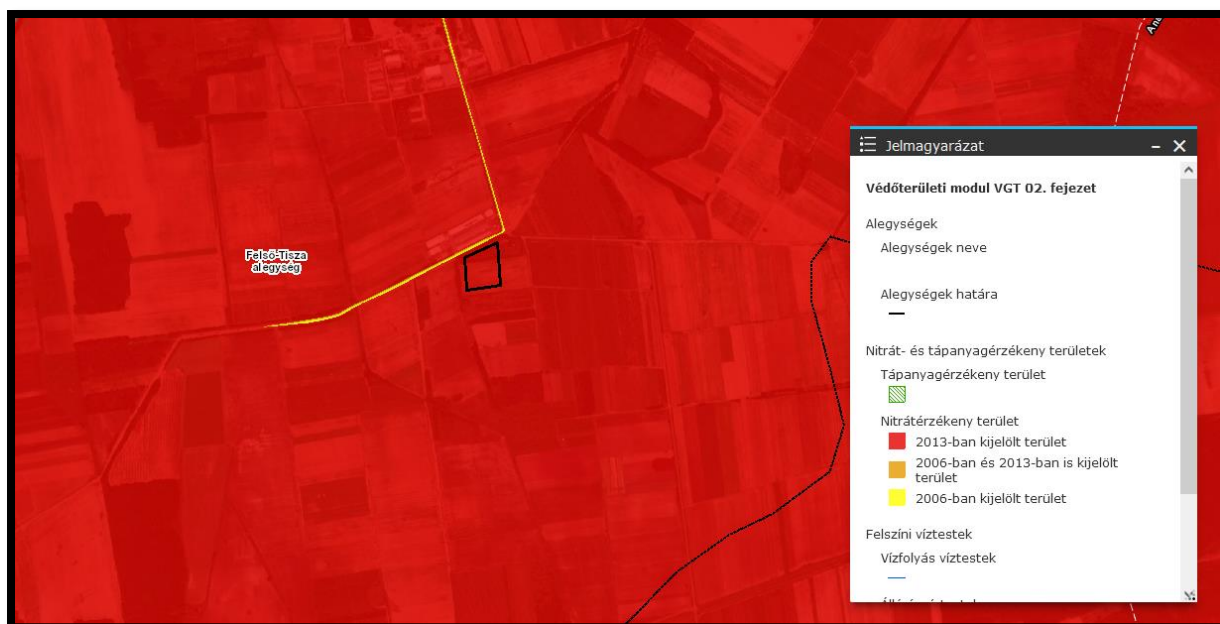 Felső-Tisza
alegység
Jelmagyarázat
Védőterületi modul VGT 02. fejezet
Alegységek
Alegységek neve
Alegységek határa
Nitrát- és tápanyagérzékeny területek
Tápanyagérzékeny terület
Nitrátérzékeny terület
2013-ban kijelölt terület
2006-ban és 2013-ban is kijelölt
terület
2006-ban kijelölt terület
Felszíni víztestek
Vízfolyás víztestek